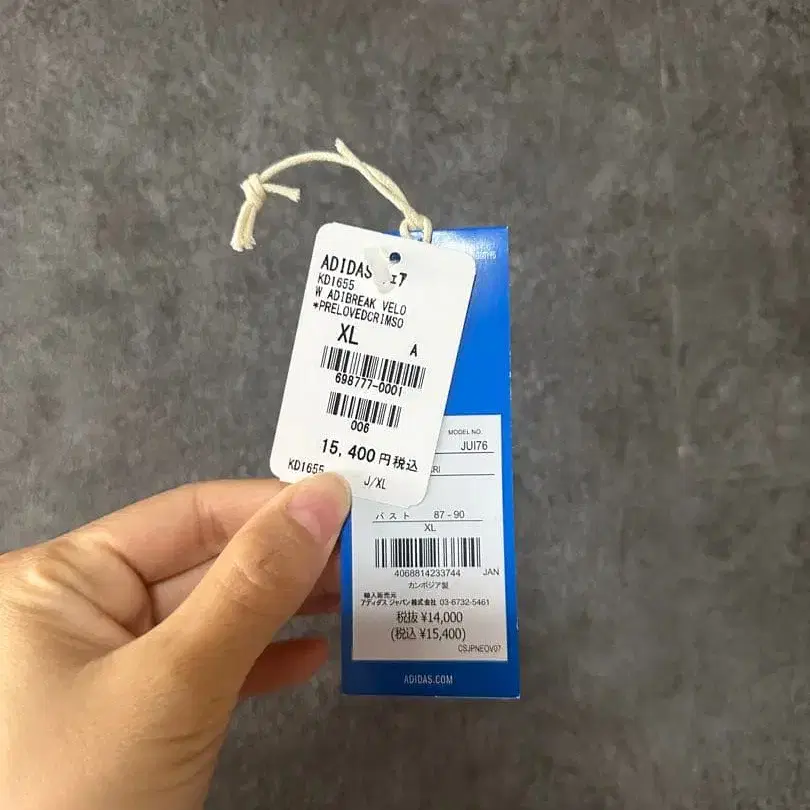 ADIDAS
KD1655
W ADIBREAK VELO
*PRELOVEDCRIMSO
XL
A
698777-0001
006
15,400円税込
KD1655
J/XL
MODEL NO.
JUI76
バスト 87-90
XL
4068814233744 JAN
カンボジア製
輸入販売元
アディダス ジャパン株式会社 03-6732-5461
税抜 ¥14,000
(税込 ¥15,400)
CSJPNEOV07
ADIDAS.COM